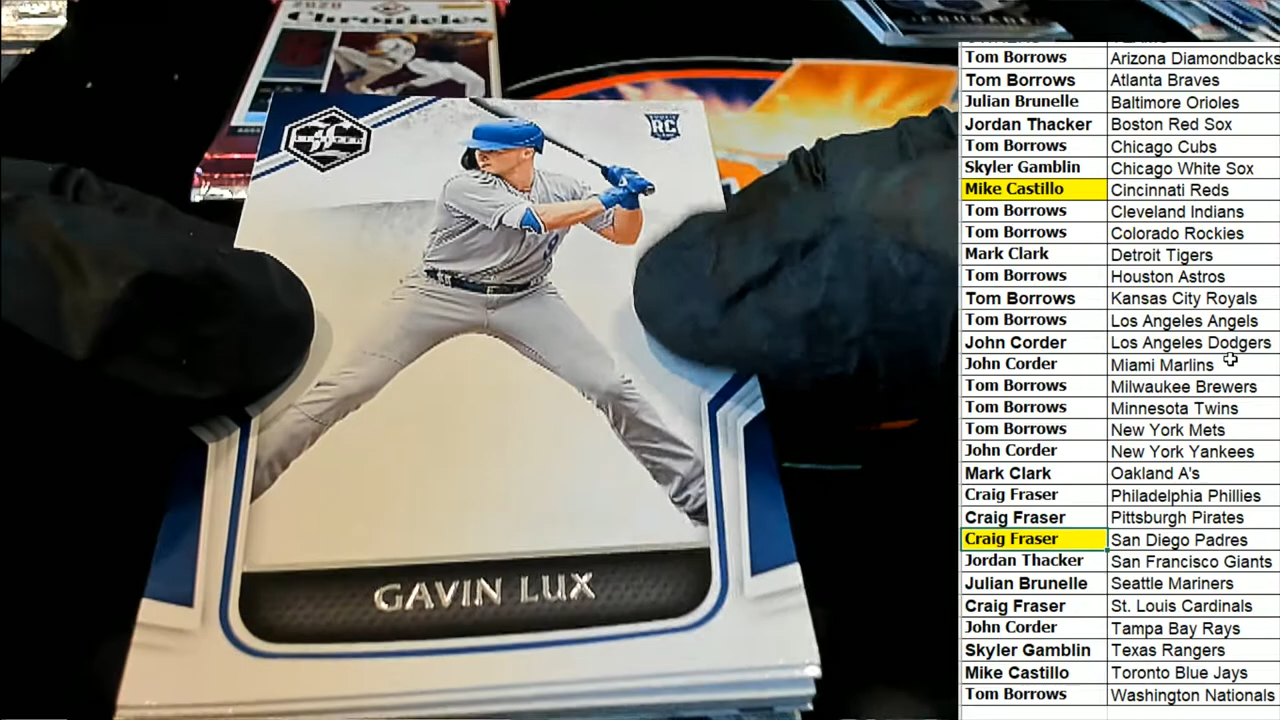 2020
Chronicles
LIMITED
ROOKIE
RC
GAVIN LUX
CRUSADE
Tom Borrows Arizona Diamondbacks
Tom Borrows Atlanta Braves
Julian Brunelle Baltimore Orioles
Jordan Thacker Boston Red Sox
Tom Borrows Chicago Cubs
Skyler Gamblin Chicago White Sox
Mike Castillo Cincinnati Reds
Tom Borrows Cleveland Indians
Tom Borrows Colorado Rockies
Mark Clark Detroit Tigers
Tom Borrows Houston Astros
Tom Borrows Kansas City Royals
Tom Borrows Los Angeles Angels
John Corder Los Angeles Dodgers
John Corder Miami Marlins
Tom Borrows Milwaukee Brewers
Tom Borrows Minnesota Twins
Tom Borrows New York Mets
John Corder New York Yankees
Mark Clark Oakland A's
Craig Fraser Philadelphia Phillies
Craig Fraser Pittsburgh Pirates
Craig Fraser San Diego Padres
Jordan Thacker San Francisco Giants
Julian Brunelle Seattle Mariners
Craig Fraser St. Louis Cardinals
John Corder Tampa Bay Rays
Skyler Gamblin Texas Rangers
Mike Castillo Toronto Blue Jays
Tom Borrows Washington Nationals